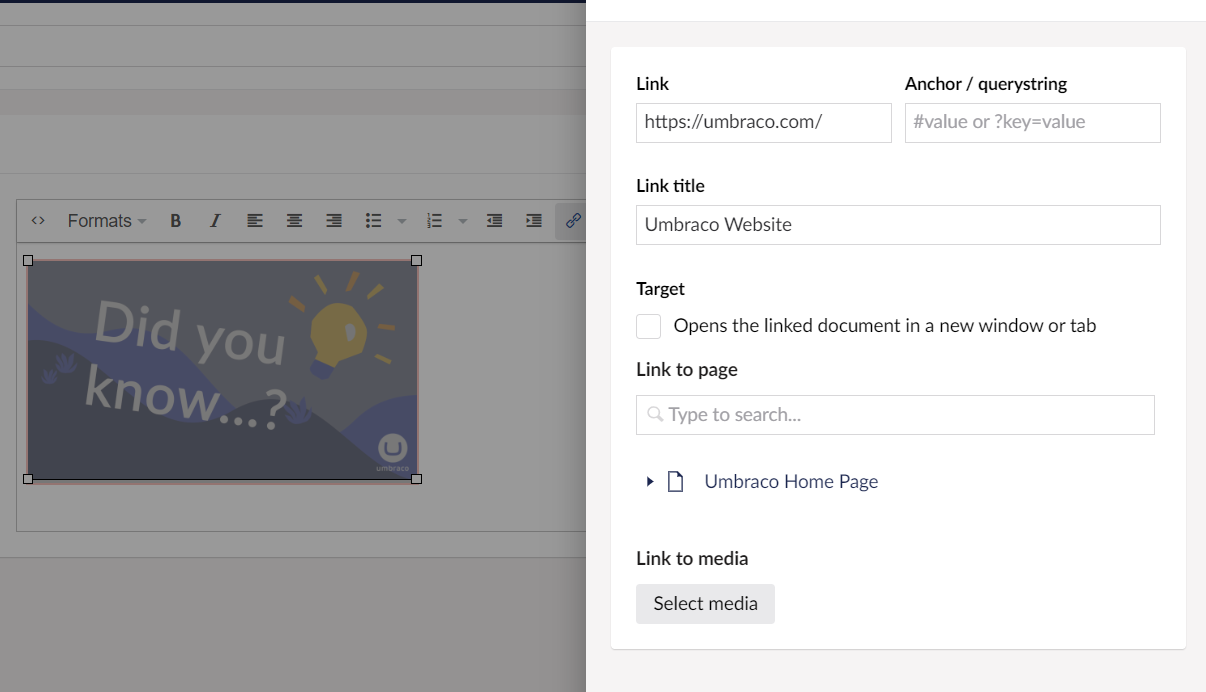 Formats
B
I
Did you
know...?
umbraco
Link
https://umbraco.com/
Anchor / querystring
#value or ?key=value
Link title
Umbraco Website
Target
Opens the linked document in a new window or tab
Link to page
Type to search...
Umbraco Home Page
Link to media
Select media